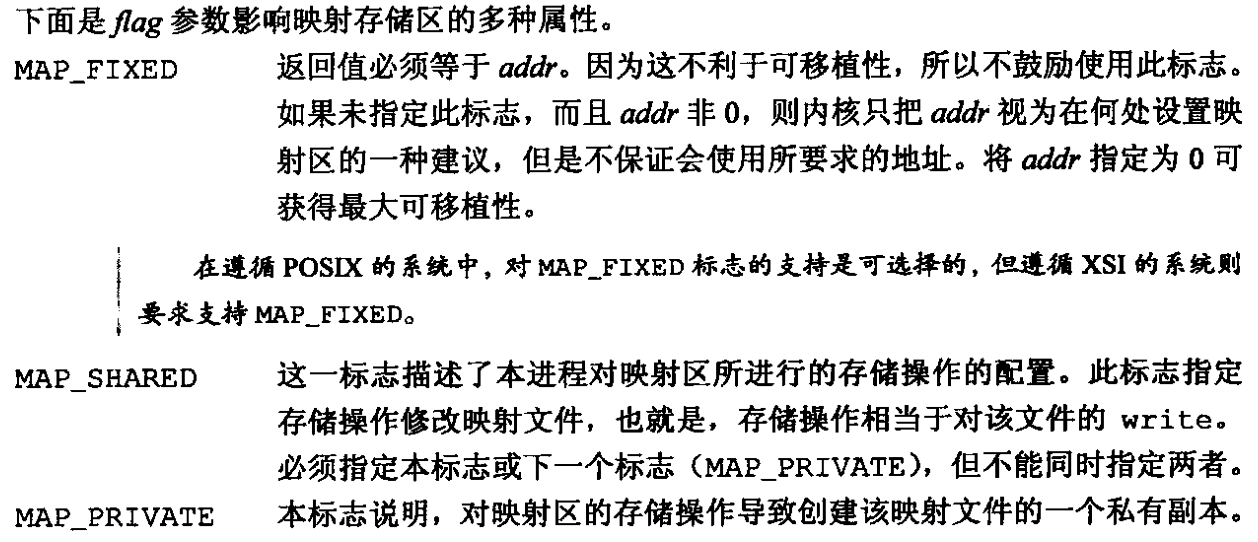 下面是 flag 参数影响映射存储区的多种属性。
MAP_FIXED 返回值必须等于 addr。因为这不利于可移植性，所以不鼓励使用此标志。
如果未指定此标志，而且 addr 非 0，则内核只把 addr 视为在何处设置映
射区的一种建议，但是不保证会使用所要求的地址。将 addr 指定为 0 可
获得最大可移植性。
在遵循 POSIX 的系统中，对 MAP_FIXED 标志的支持是可选择的，但遵循 XSI 的系统则
要求支持 MAP_FIXED。
MAP_SHARED 这一标志描述了本进程对映射区所进行的存储操作的配置。此标志指定
存储操作修改映射文件，也就是，存储操作相当于对该文件的 write。
必须指定本标志或下一个标志（MAP_PRIVATE），但不能同时指定两者。
MAP_PRIVATE 本标志说明，对映射区的存储操作导致创建该映射文件的一个私有副本。